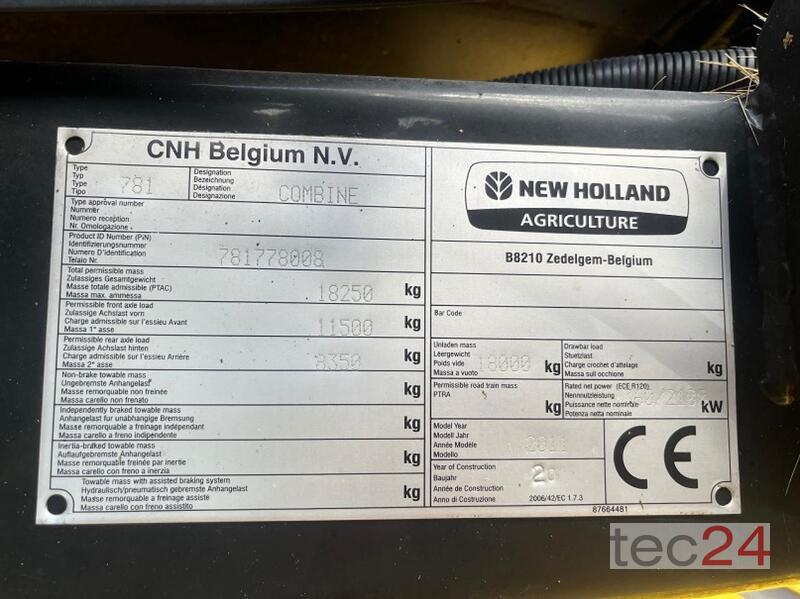 CNH Belgium N.V.
Type
Typ
Type
Tipo
781
Designation
Bezeichnung
Désignation
Designazione
COMBINE
Type approval number
Nummer
Numero reception
Nr. Omologazione
Product ID Number (PIN)
Identifizierungsnummer
Numero D'identification
Telaio Nr.
781778008
Total permissible mass
Zulassiges Gesamtgewicht
Masse totale admissible (PTAC)
Massa max. ammessa
18250 kg
Permissible front axle load
Zulassige Achslast vorn
Charge admissible sur l'essieu Avant
Massa 1° asse
11500 kg
Permissible rear axle load
Zulassige Achslast hinten
Charge admissible sur l'essieu Arrière
Massa 2° asse
8350 kg
Non-brake towable mass
Ungebremste Anhangelast
Masse remorquable non freinée
Massa carello non frenato
kg
Independently braked towable mass
Anhangelast fur unabhangige Bremsung
Masse remorquable a freinage indépendant
Massa carello a freno indipendente
kg
Inertia-braked towable mass
Auflaufgebremste Anhangelast
Masse remorquable freinée par inertie
Massa carello con freno a inerzia
kg
Towable mass with assisted braking system
Hydraulisch/pneumatisch gebremste Anhangelast
Masse remorquable a freinage assisté
Massa carello con freno assistito
kg
NEW HOLLAND
AGRICULTURE
B8210 Zedelgem-Belgium
Bar Code
Unladen mass
Leergewicht
Poids vide
Massa a vuoto
18000 kg
Drawbar load
Stuetzlast
Charge crochet d'attelage
Massa sull occhione
kg
Permissible road train mass
PTRA
kg
Rated net power (ECE R120)
Nennnutzleistung
Puissance nette nominale
Potenza netta nominale
kW
Model Year
Modell Jahr
Année Modèle
Modello
2011
Year of Construction
Baujahr
Année de Construction
Anno di Costruzione
20
2006/42/EC 1.7.3
CE
87664481
tec24